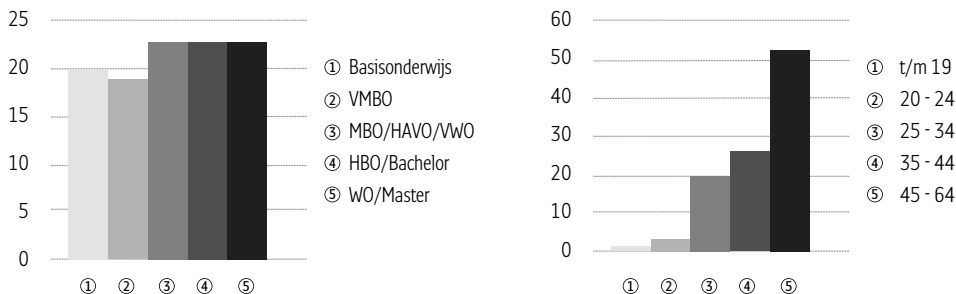 25
20
15
10
5
0
① ② ③ ④ ⑤
① Basisonderwijs
② VMBO
③ MBO/HAVO/VWO
④ HBO/Bachelor
⑤ WO/Master
60
50
40
30
20
10
0
① ② ③ ④ ⑤
① t/m 19
② 20 - 24
③ 25 - 34
④ 35 - 44
⑤ 45 - 64